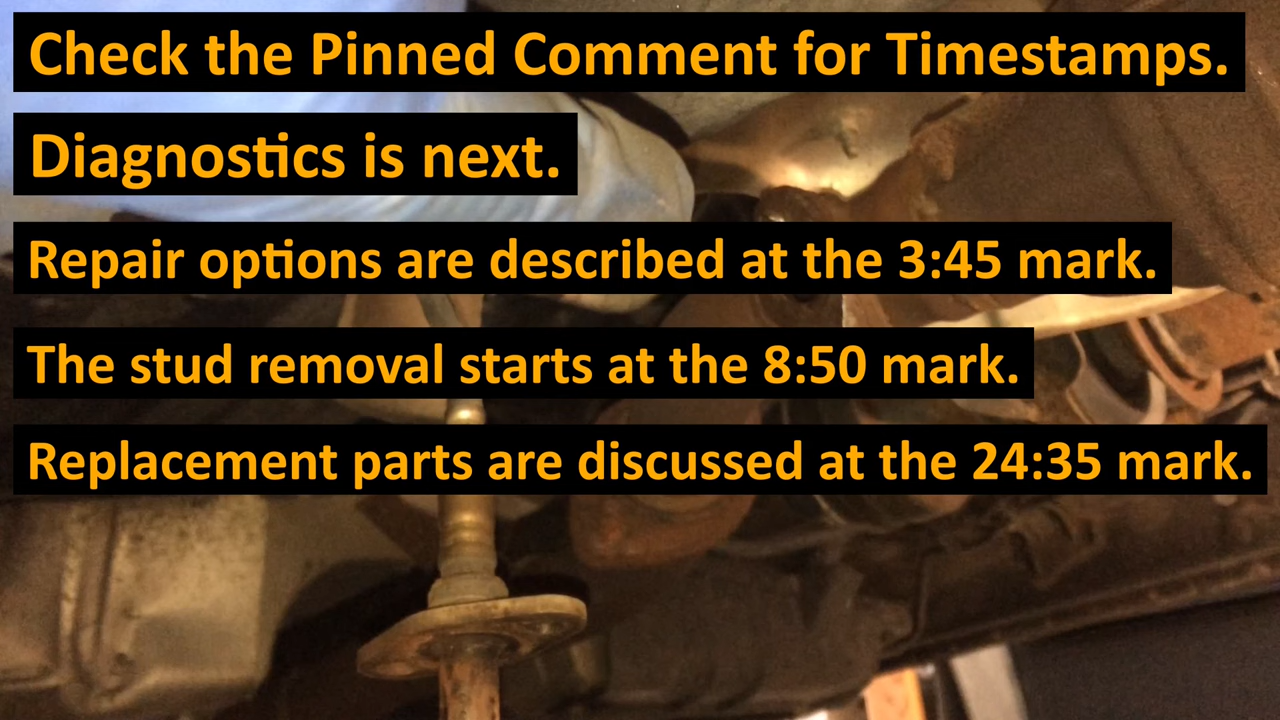 Check the Pinned Comment for Timestamps.
Diagnostics is next.
Repair options are described at the 3:45 mark.
The stud removal starts at the 8:50 mark.
Replacement parts are discussed at the 24:35 mark.